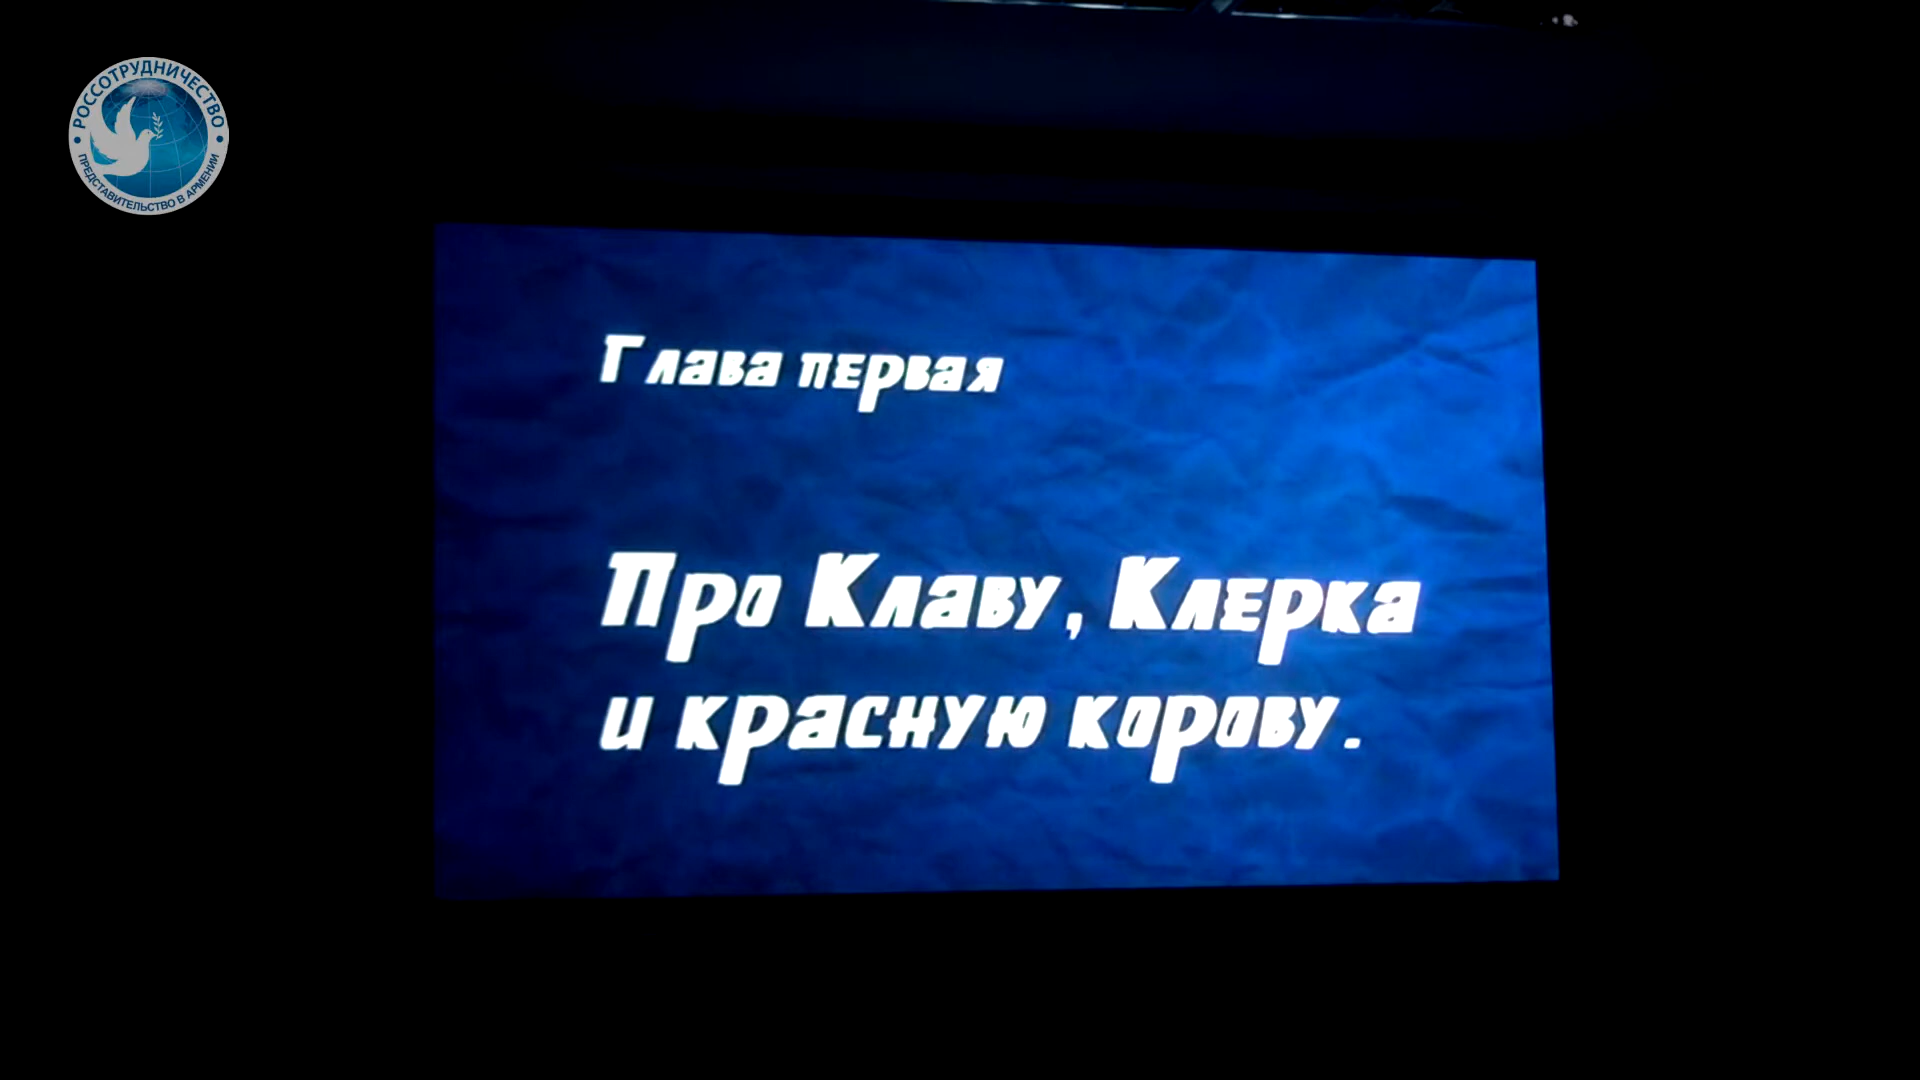 РОССОТРУДНИЧЕСТВО
ПРЕДСТАВИТЕЛЬСТВО В АРМЕНИИ
Глава первая
Про Клаву, Клерка
и красную корову.